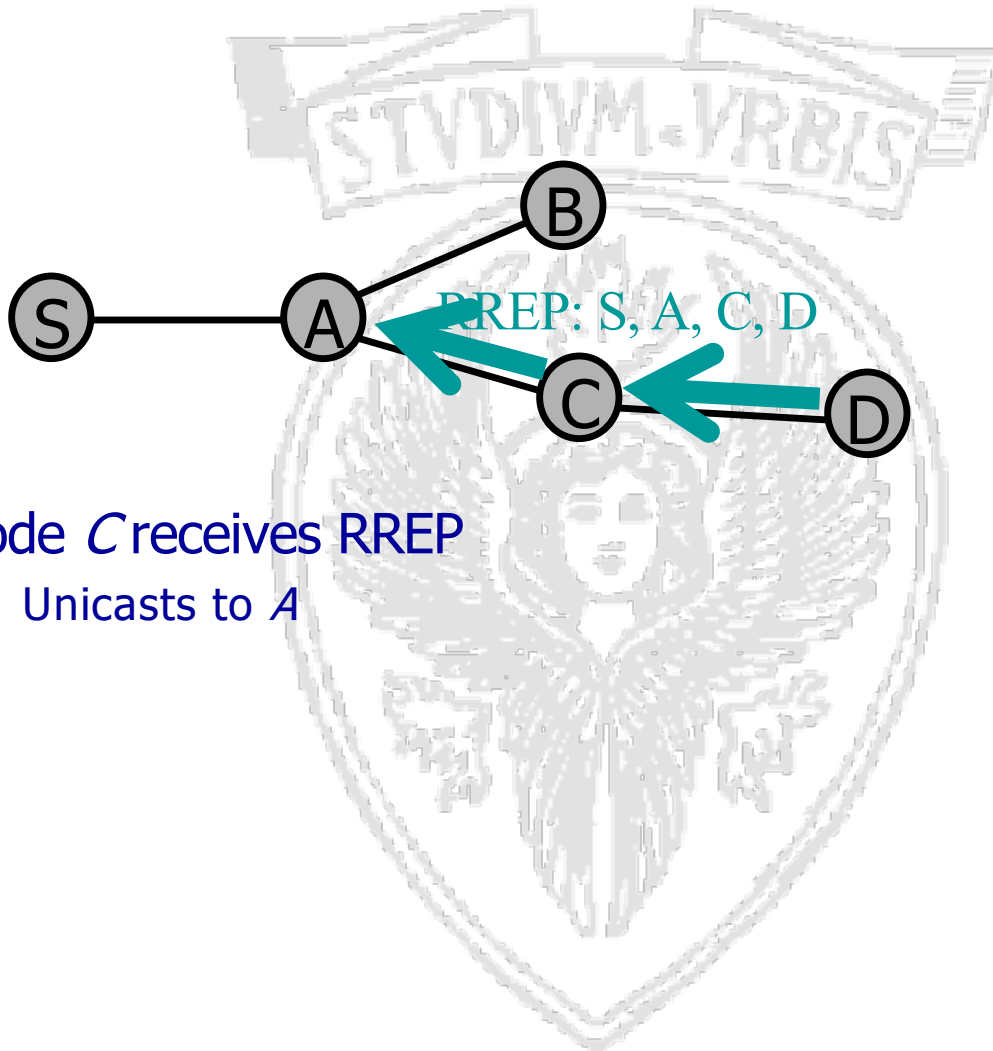 STVDIVM·VRBIS
B
S
A
RREP: S, A, C, D
C
D
ode C receives RREP
Unicasts to A